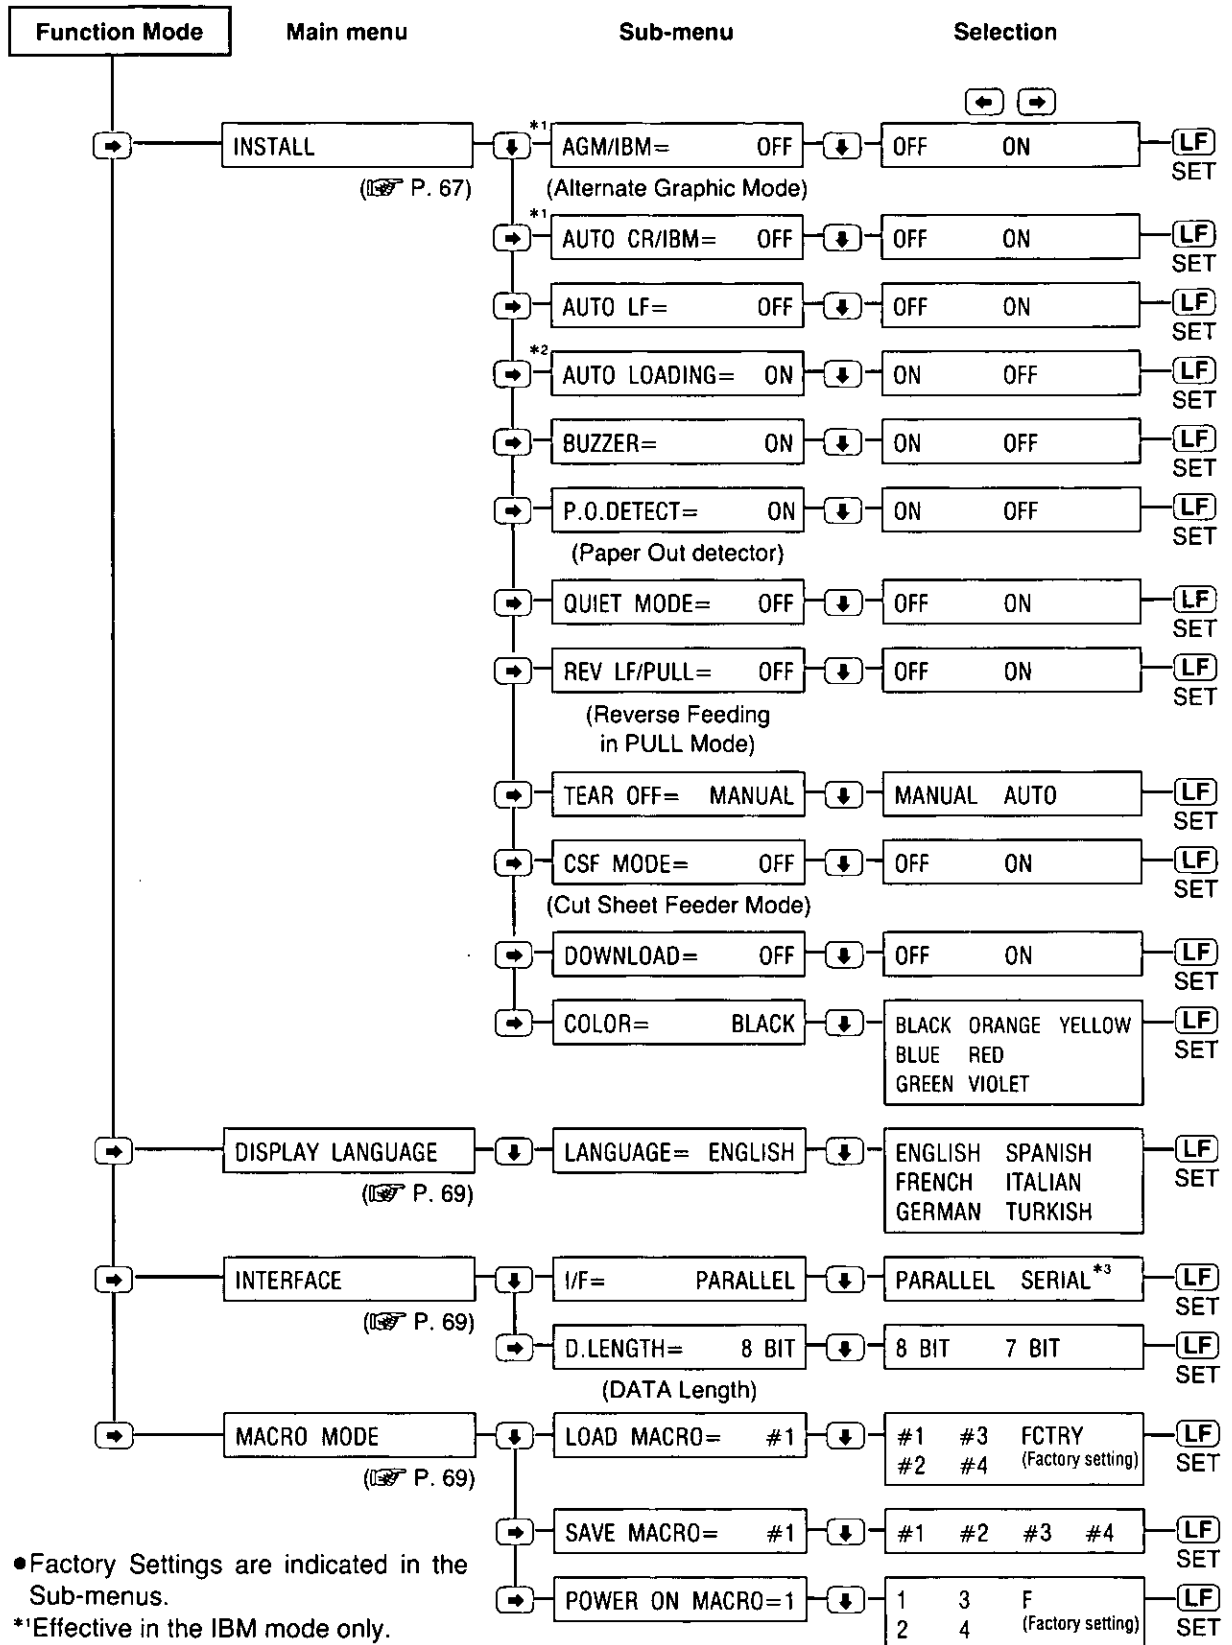 Function Mode Main menu Sub-menu Selection
INSTALL *1 AGM/IBM= OFF OFF ON LF
SET
(☞ P. 67) (Alternate Graphic Mode)
*1 AUTO CR/IBM= OFF OFF ON LF
SET
AUTO LF= OFF OFF ON LF
SET
*2 AUTO LOADING= ON ON OFF LF
SET
BUZZER= ON ON OFF LF
SET
P.O.DETECT= ON ON OFF LF
SET
(Paper Out detector)
QUIET MODE= OFF OFF ON LF
SET
REV LF/PULL= OFF OFF ON LF
SET
(Reverse Feeding
in PULL Mode)
TEAR OFF= MANUAL MANUAL AUTO LF
SET
CSF MODE= OFF OFF ON LF
SET
(Cut Sheet Feeder Mode)
DOWNLOAD= OFF OFF ON LF
SET
COLOR= BLACK BLACK ORANGE YELLOW LF
BLUE RED SET
GREEN VIOLET
DISPLAY LANGUAGE LANGUAGE= ENGLISH ENGLISH SPANISH LF
(☞ P. 69) FRENCH ITALIAN SET
GERMAN TURKISH
INTERFACE I/F= PARALLEL PARALLEL SERIAL*3 LF
SET
(☞ P. 69)
D.LENGTH= 8 BIT 8 BIT 7 BIT LF
SET
(DATA Length)
MACRO MODE LOAD MACRO= #1 #1 #3 FCTRY LF
(☞ P. 69) #2 #4 (Factory setting) SET
SAVE MACRO= #1 #1 #2 #3 #4 LF
SET
POWER ON MACRO=1 1 3 F LF
2 4 (Factory setting) SET
●Factory Settings are indicated in the
Sub-menus.
*1Effective in the IBM mode only.